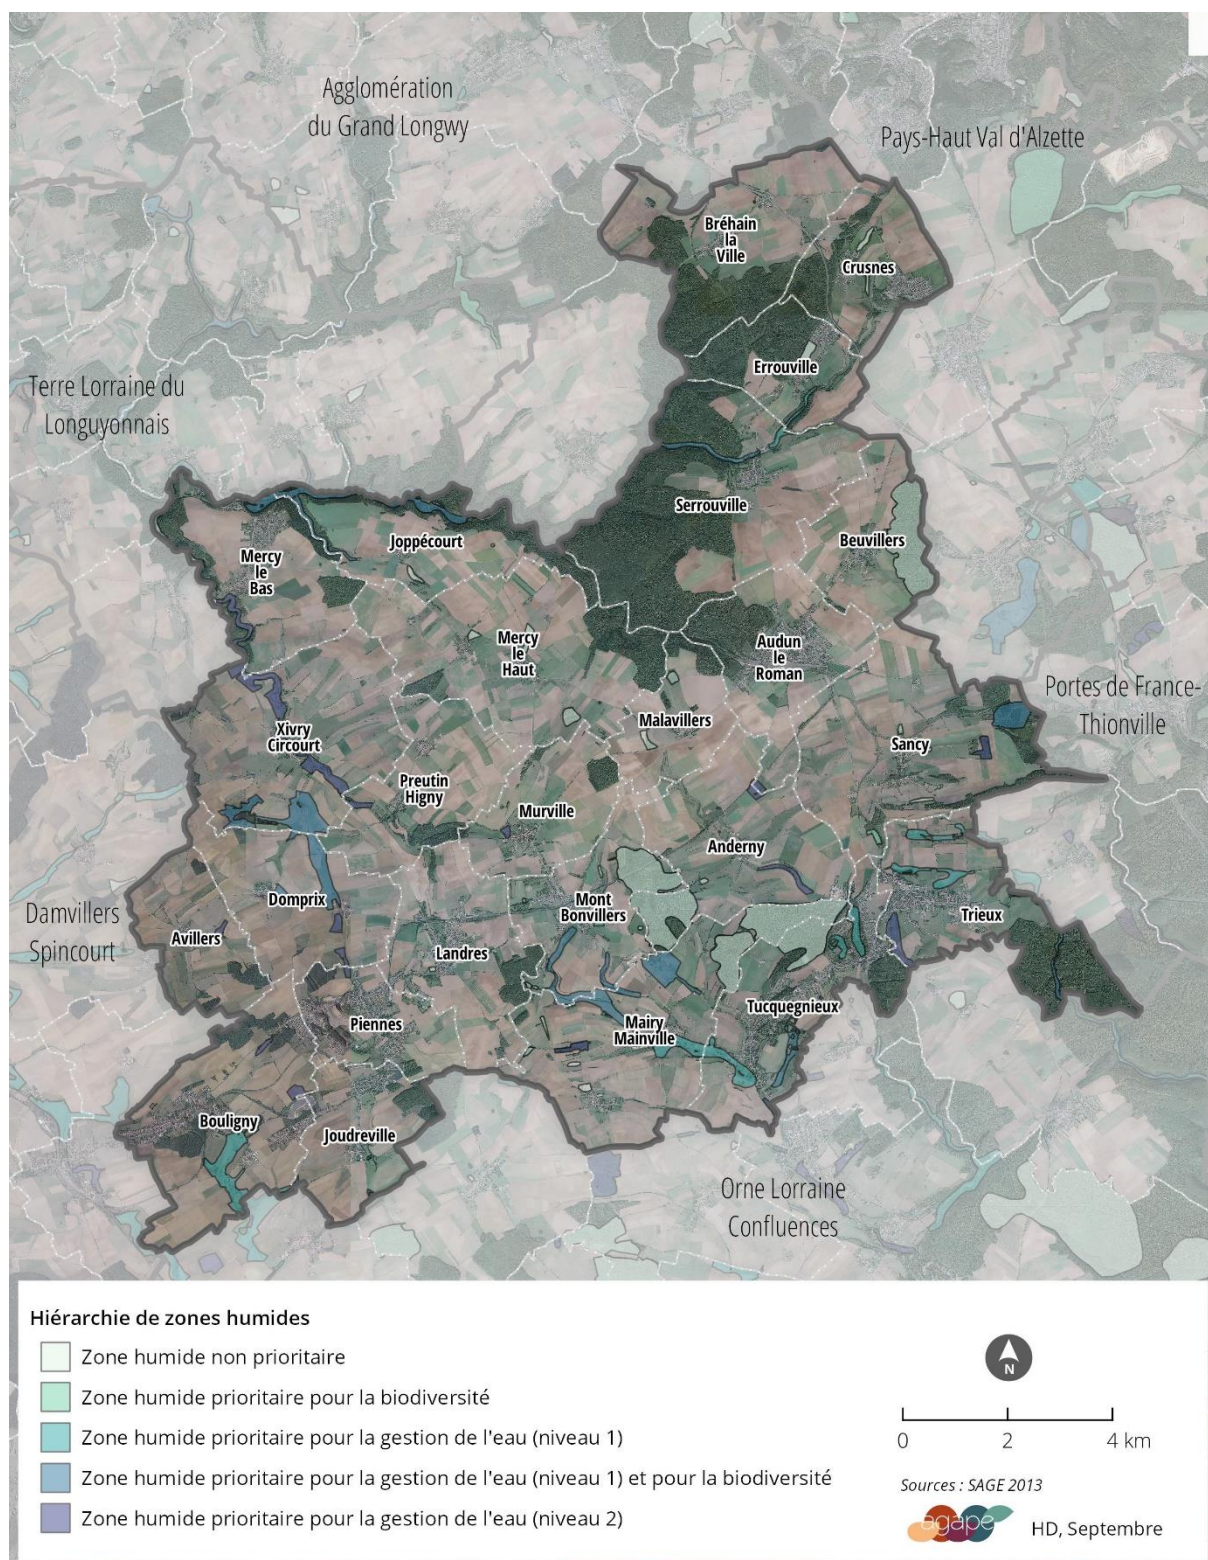 Agglomération
du Grand Longwy
Pays-Haut Val d'Alzette
Bréhain
la
Ville
Crusnes
Errouville
Terre Lorraine du
Longuyonnais
Serrouville
Joppécourt
Beuvillers
Mercy
le
Bas
Mercy
le
Haut
Audun
le
Roman
Portes de France-
Thionville
Malavillers
Xivry
Circourt
Sancy
Preutin
Higny
Murville
Anderny
Domprix
Mont
Bonvillers
Damvillers
Spincourt
Avillers
Trieux
Landres
Tucquegnieux
Piennes
Mairy
Mainville
Bouligny
Joudreville
Orne Lorraine
Confluences
Hiérarchie de zones humides
Zone humide non prioritaire
Zone humide prioritaire pour la biodiversité
Zone humide prioritaire pour la gestion de l'eau (niveau 1)
Zone humide prioritaire pour la gestion de l'eau (niveau 1) et pour la biodiversité
Zone humide prioritaire pour la gestion de l'eau (niveau 2)
N
0 2 4 km
Sources : SAGE 2013
agape
HD, Septembre